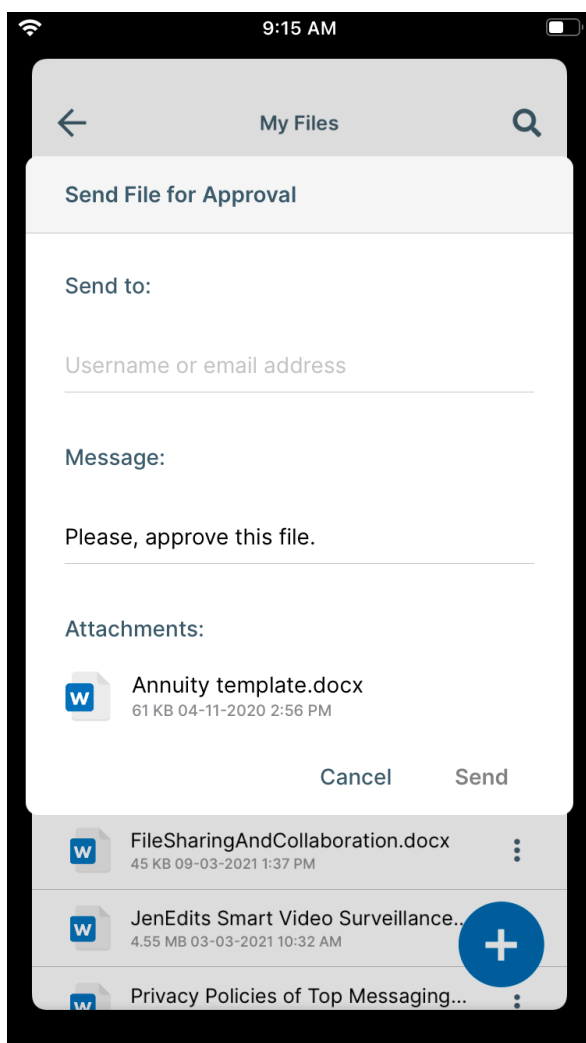 9:15 AM
My Files
Send File for Approval
Send to:
Username or email address
Message:
Please, approve this file.
Attachments:
W
Annuity template.docx
61 KB 04-11-2020 2:56 PM
Cancel Send
W
FileSharingAndCollaboration.docx
45 KB 09-03-2021 1:37 PM
W
JenEdits Smart Video Surveillance..
4.55 MB 03-03-2021 10:32 AM
W
Privacy Policies of Top Messaging...